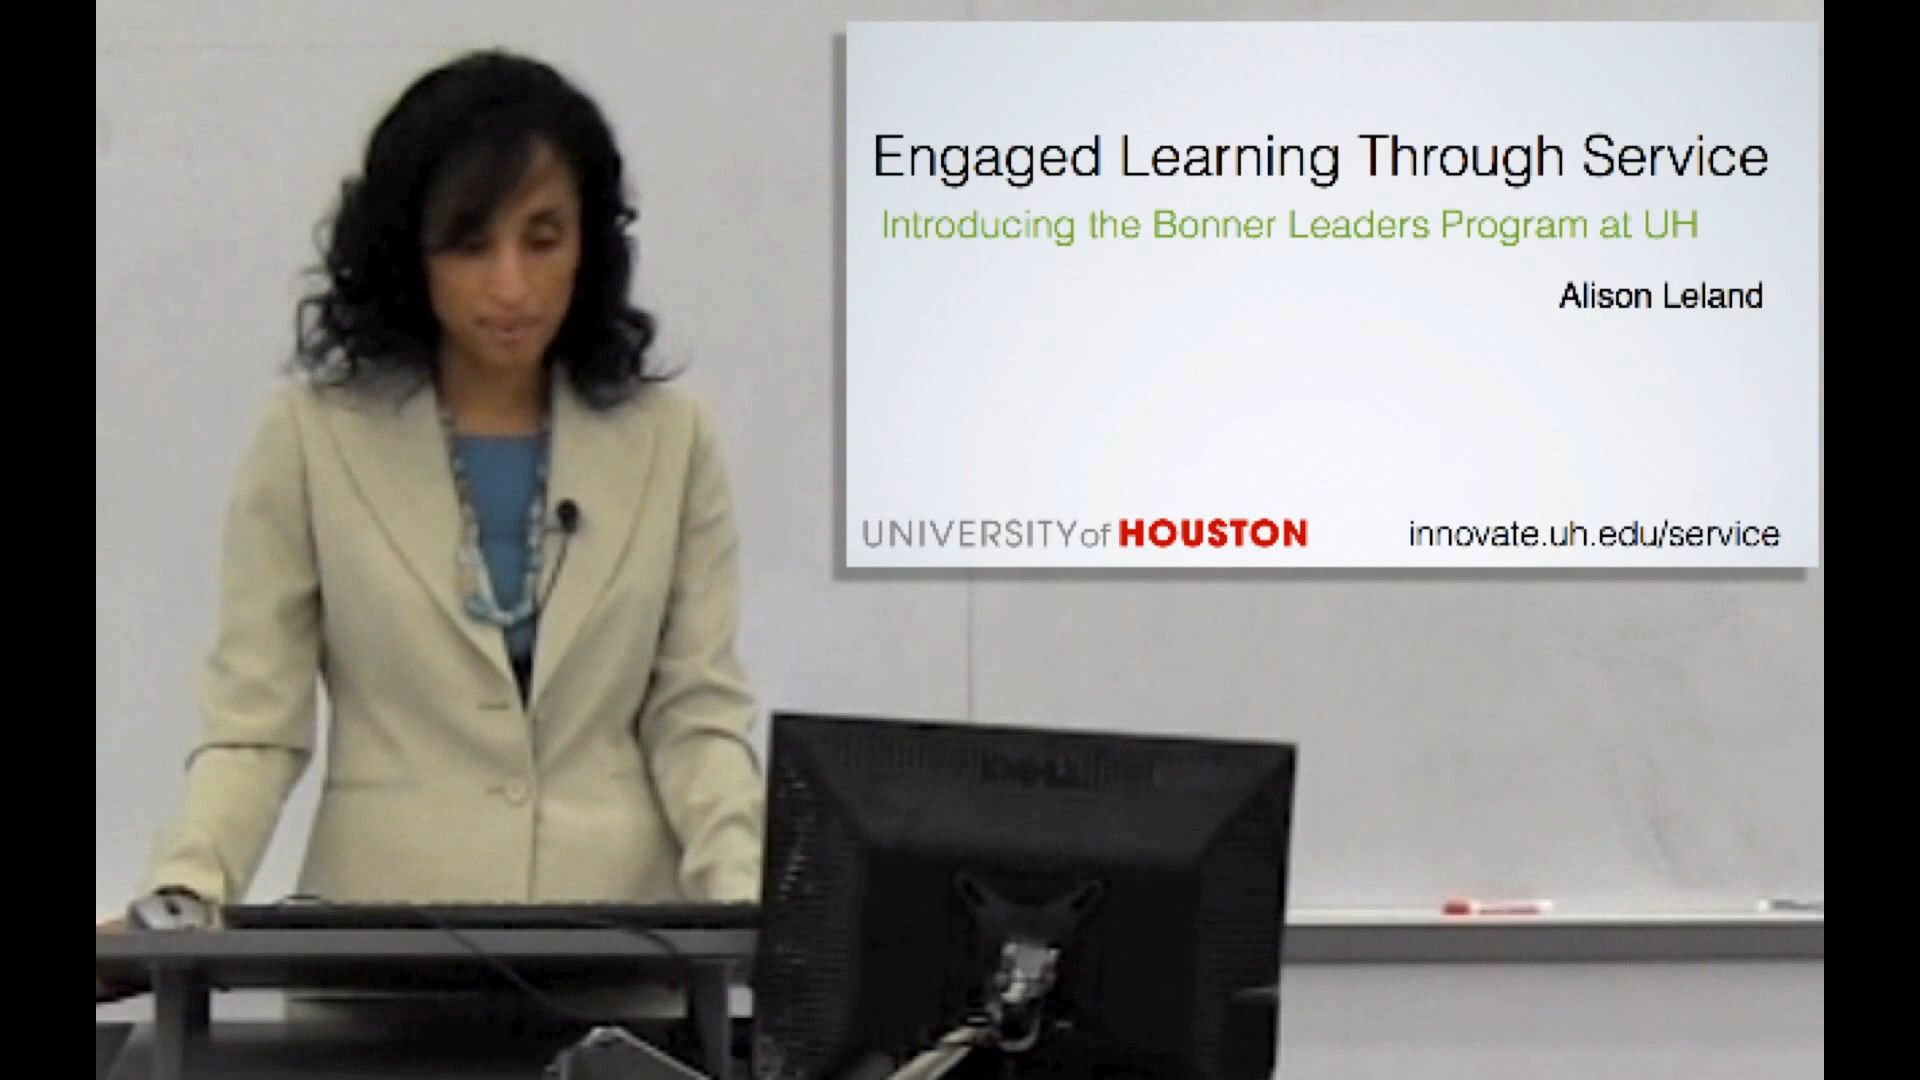 Engaged Learning Through Service
Introducing the Bonner Leaders Program at UH
Alison Leland
UNIVERSITY of HOUSTON
innovate.uh.edu/service